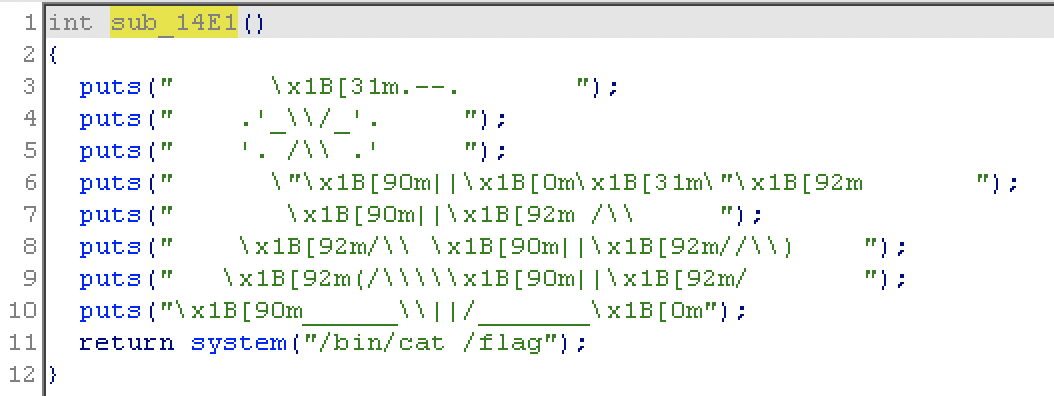 1 int sub_14E1()
2 {
3   puts("      \x1B[31m.--.       ");
4   puts("    .'_\\/_'.      ");
5   puts("    '. /\\ .'      ");
6   puts("      \"\x1B[90m||\x1B[0m\x1B[31m\"\x1B[92m        ");
7   puts("       \x1B[90m||\x1B[92m /\\      ");
8   puts("    \x1B[92m/\\ \x1B[90m||\x1B[92m//\\)     ");
9   puts("   \x1B[92m(/\\\\\x1B[90m||\x1B[92m/        ");
10   puts("\x1B[90m______\\||/_______\x1B[0m");
11   return system("/bin/cat /flag");
12 }